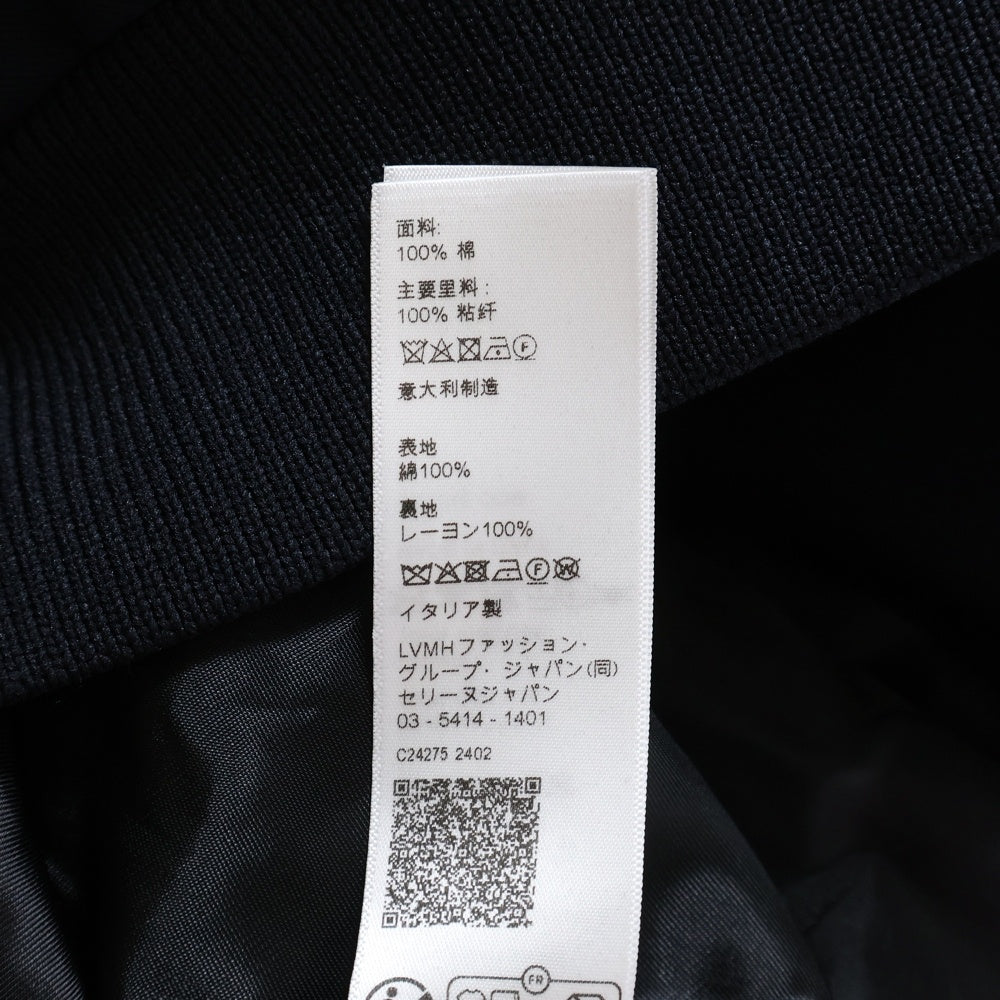 面料:
100% 棉
主要里料:
100% 粘纤
F
意大利制造
表地
綿100%
裏地
レーヨン100%
F W
イタリア製
LVMHファッション・
グループ・ジャパン(同)
セリーヌジャパン
03 - 5414 - 1401
C24275 2402
FR